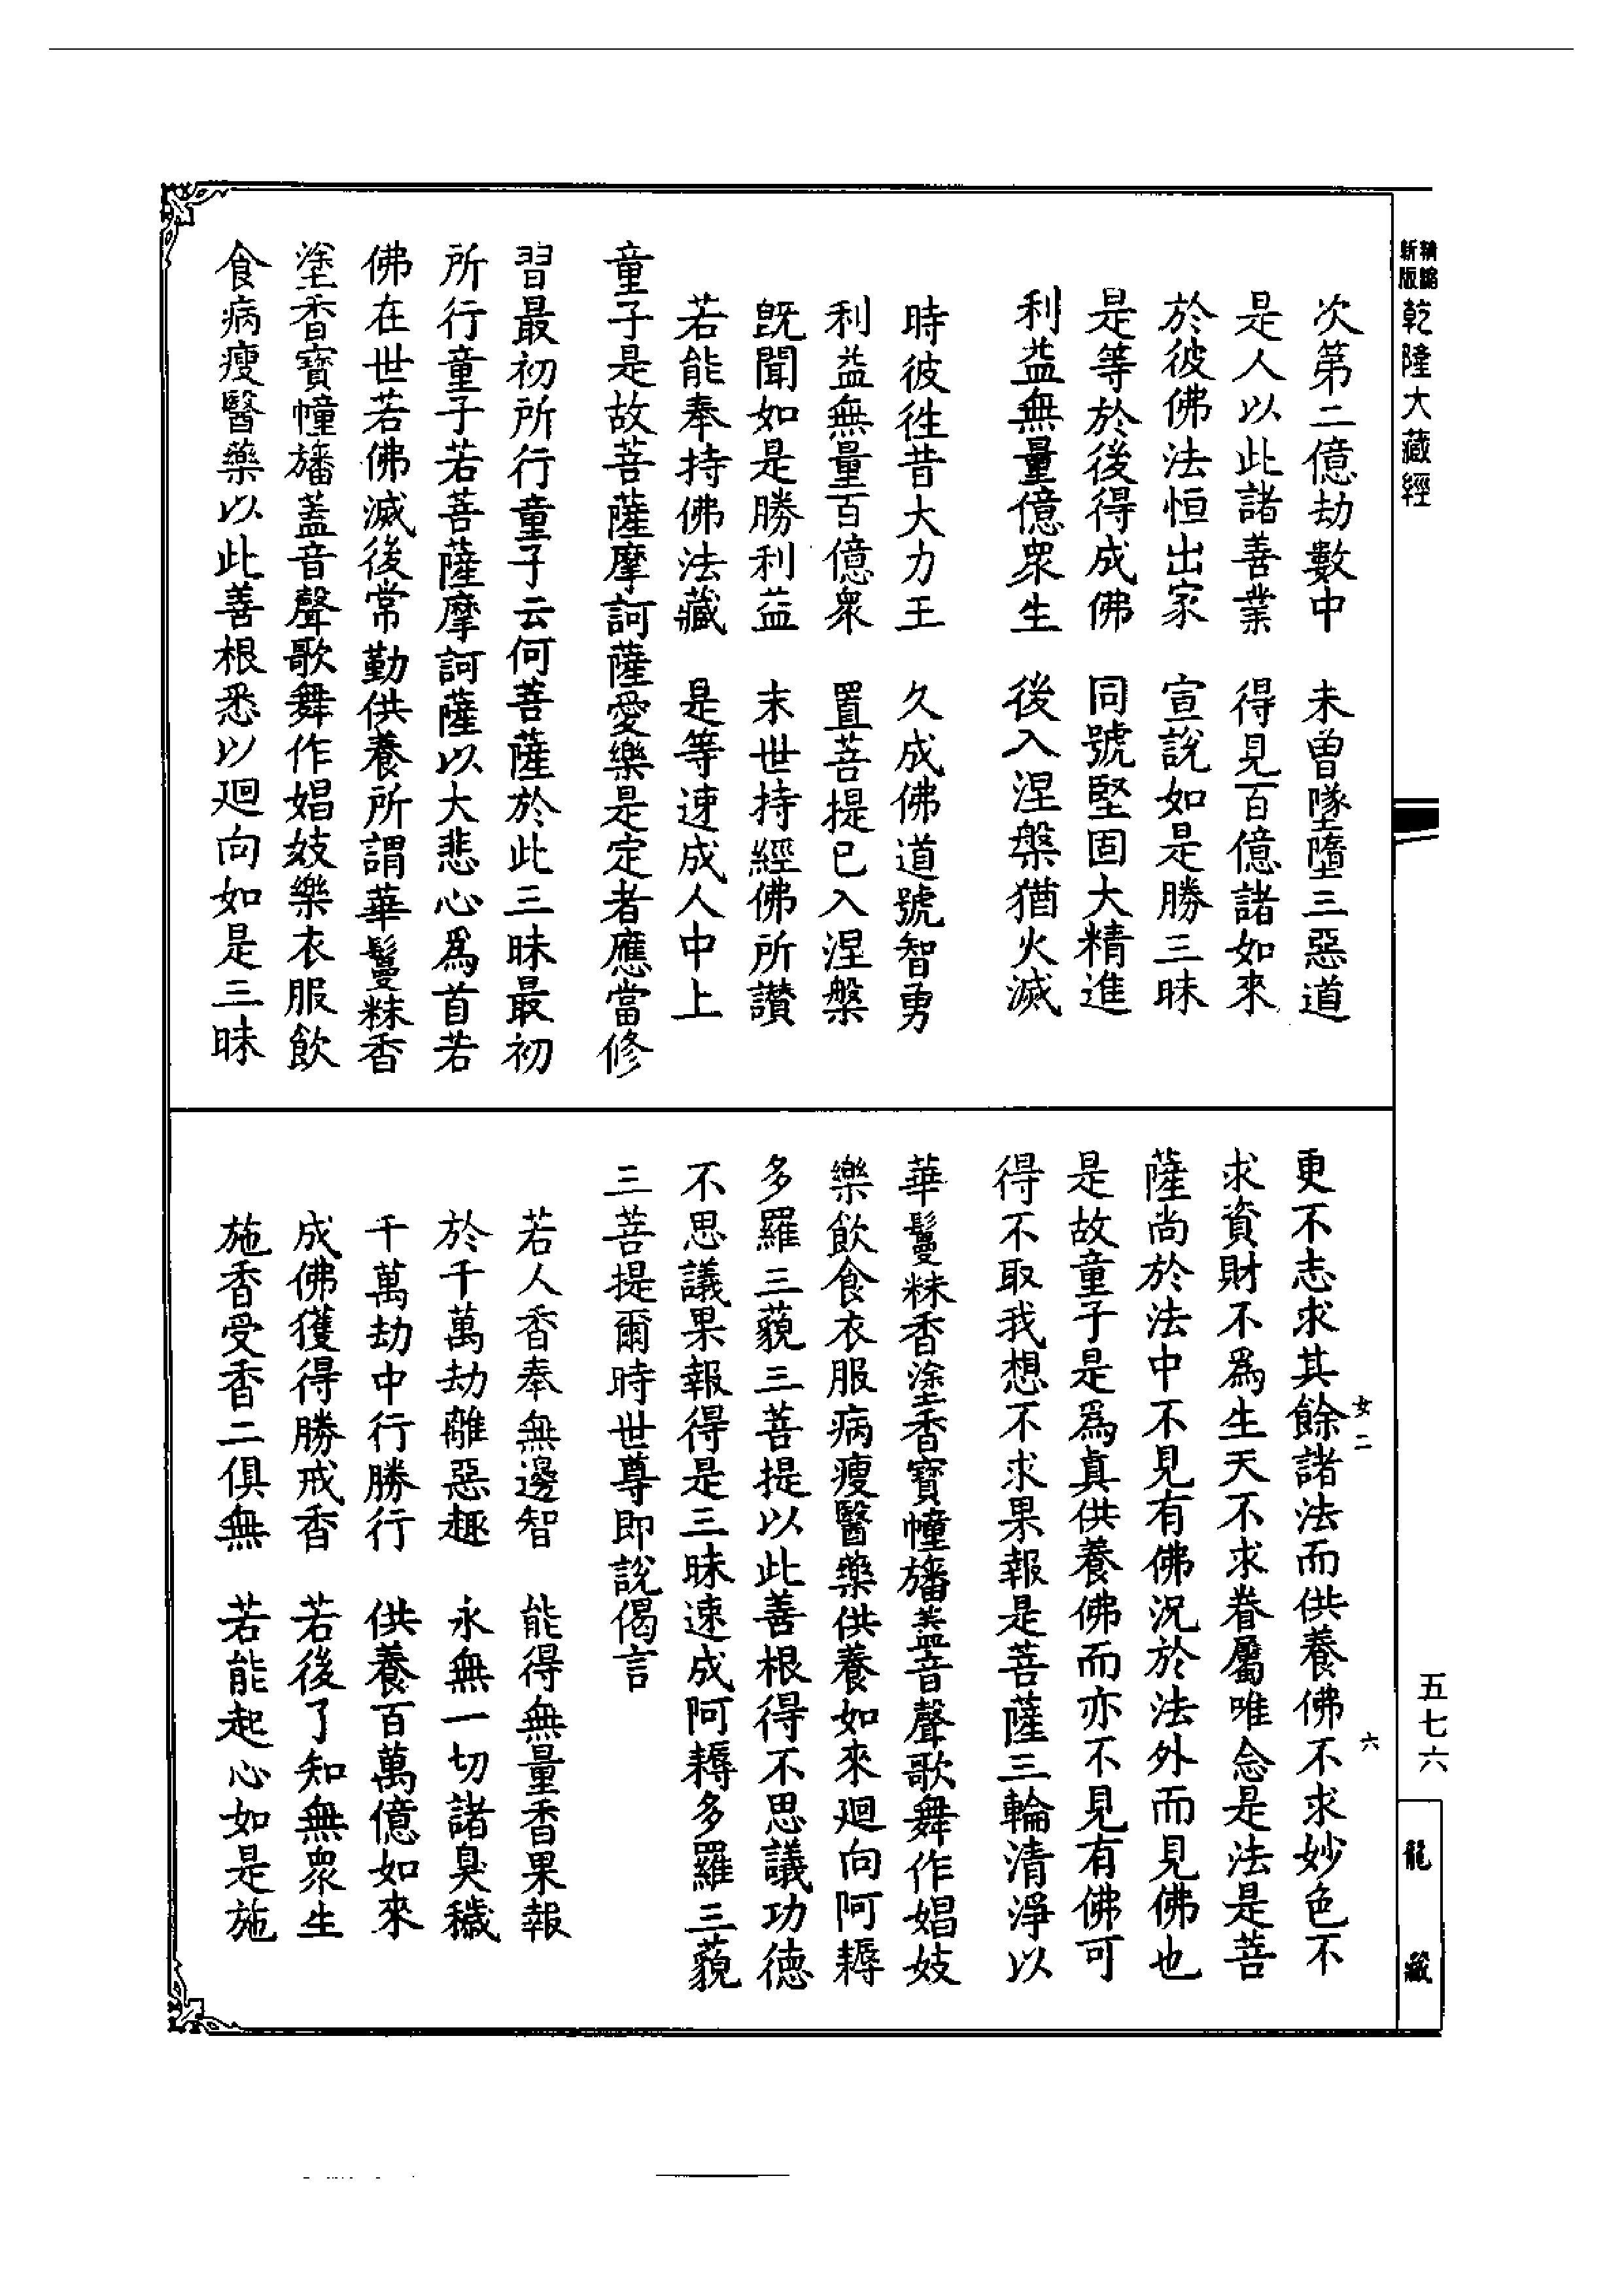 新編
縮版
乾隆大藏經
次第二億劫數中　未曾墜墮三惡道
是人以此諸善業　得見百億諸如來
於彼佛法恒出家　宣說如是勝三昧
是等於後得成佛　同號堅固大精進
利益無量億眾生　後入涅槃猶火滅
時彼徃昔大力王　久成佛道號智勇
利益無量百億眾　置菩提已入涅槃
旣聞如是勝利益　末世持經佛所讃
若能奉持佛法藏　是等速成人中上
童子是故菩薩摩訶薩愛樂是定者應當修
習最初所行童子云何菩薩於此三昧最初
所行童子若菩薩摩訶薩以大悲心爲首若
佛在世若佛滅後常勤供養所謂華鬘粖香
塗香寶幢旛蓋音聲歌舞作娼妓樂衣服飲
食病瘦醫藥以此善根悉以廻向如是三昧
更不志求其餘諸法而供養佛不求妙色不
求資財不爲生天不求眷屬唯念是法是菩
薩尚於法中不見有佛況於法外而見佛也
是故童子是爲真供養佛而亦不見有佛可
得不取我想不求果報是菩薩三輪清淨以
華鬘粖香塗香寶幢旛蓋音聲歌舞作娼妓
樂飲食衣服病瘦醫藥供養如來廻向阿耨
多羅三藐三菩提以此善根得不思議功德
不思議果報得是三昧速成阿耨多羅三藐
三菩提爾時世尊即說偈言
若人香奉無邊智　能得無量香果報
於千萬劫離惡趣　永無一切諸臭穢
千萬劫中行勝行　供養百萬億如來
成佛獲得勝戒香　若後了知無眾生
施香受香二俱無　若能起心如是施
女二　六
五七六
龍藏